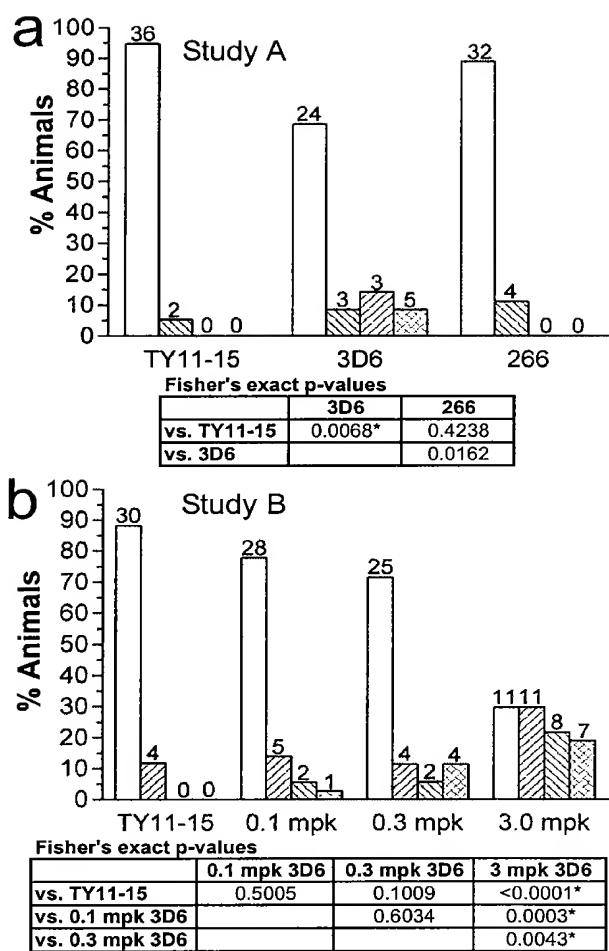 a
Study A
100
90
80
70
60
50
40
30
20
10
0
% Animals
36 2 0 0
24 3 3 5
32 4 0 0
TY11-15 3D6 266
Fisher's exact p-values
3D6 266
vs. TY11-15 0.0068* 0.4238
vs. 3D6 0.0162
b
Study B
100
90
80
70
60
50
40
30
20
10
0
% Animals
30 4 0 0
28 5 2 1
25 4 2 4
11 11 8 7
TY11-15 0.1 mpk 0.3 mpk 3.0 mpk
Fisher's exact p-values
0.1 mpk 3D6 0.3 mpk 3D6 3 mpk 3D6
vs. TY11-15 0.5005 0.1009 <0.0001*
vs. 0.1 mpk 3D6 0.6034 0.0003*
vs. 0.3 mpk 3D6 0.0043*